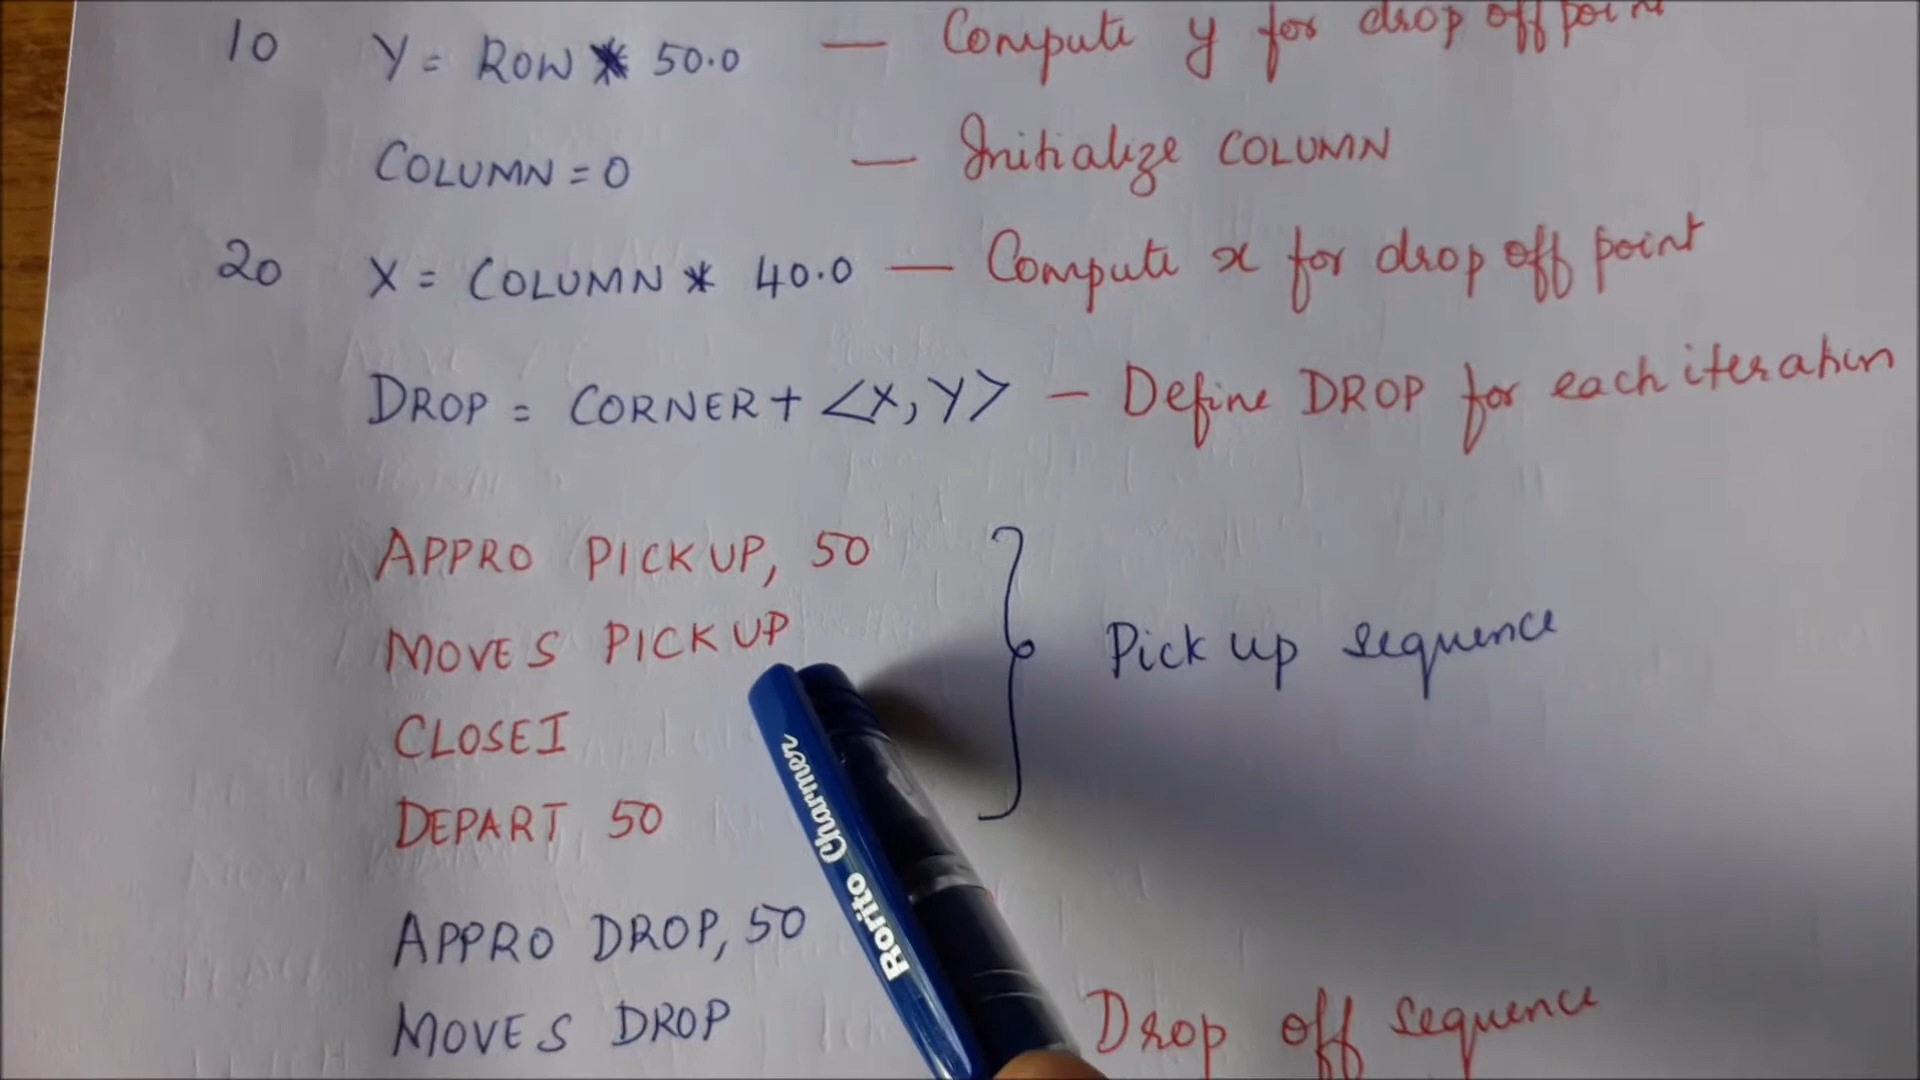 10 Y = ROW * 50.0 — Compute y for drop off point
COLUMN = 0 — Initialize COLUMN
20 X = COLUMN * 40.0 — Compute x for drop off point
DROP = CORNER + <X, Y> — Define DROP for each iteration
APPRO PICKUP, 50
MOVES PICKUP
Pick up sequence
CLOSEI
DEPART 50
APPRO DROP, 50
MOVES DROP
Drop off sequence
Rorito Charmer